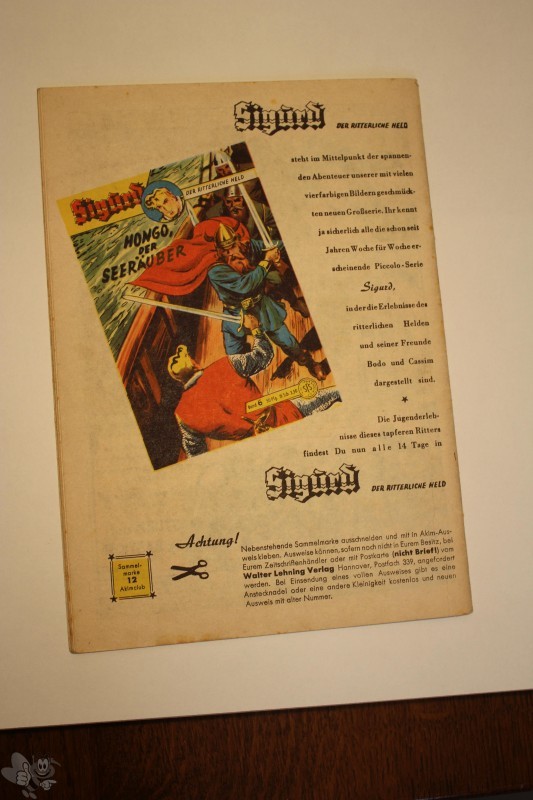 Sigurd DER RITTERLICHE HELD
steht im Mittelpunkt der spannen-
den Abenteuer unserer mit vielen
vierfarbigen Bildern geschmück-
ten neuen Großserie. Ihr kennt
ja sicherlich alle die schon seit
Jahren Woche für Woche er-
scheinende Piccolo-Serie
Sigurd,
in der die Erlebnisse des
ritterlichen Helden
und seiner Freunde
Bodo und Cassim
dargestellt sind.
Die Jugenderleb-
nisse dieses tapferen Ritters
findest Du nun alle 14 Tage in
Sigurd DER RITTERLICHE HELD
Sigurd
DER RITTERLICHE HELD
HONGO,
DER
SEERÄUBER
Band 6
Achtung!
Nebenstehende Sammelmarke ausschneiden und mit in Akim-Aus-
weis kleben. Ausweise können, sofern noch nicht in Eurem Besitz, bei
Eurem Zeitschriftenhändler oder mit Postkarte (nicht Brief!) vom
Walter Lehning Verlag Hannover, Postfach 339, angefordert
werden. Bei Einsendung eines vollen Ausweises gibt es eine
Anstecknadel oder eine andere Kleinigkeit kostenlos und neuen
Ausweis mit alter Nummer.
Sammel-
marke
12
Akimclub